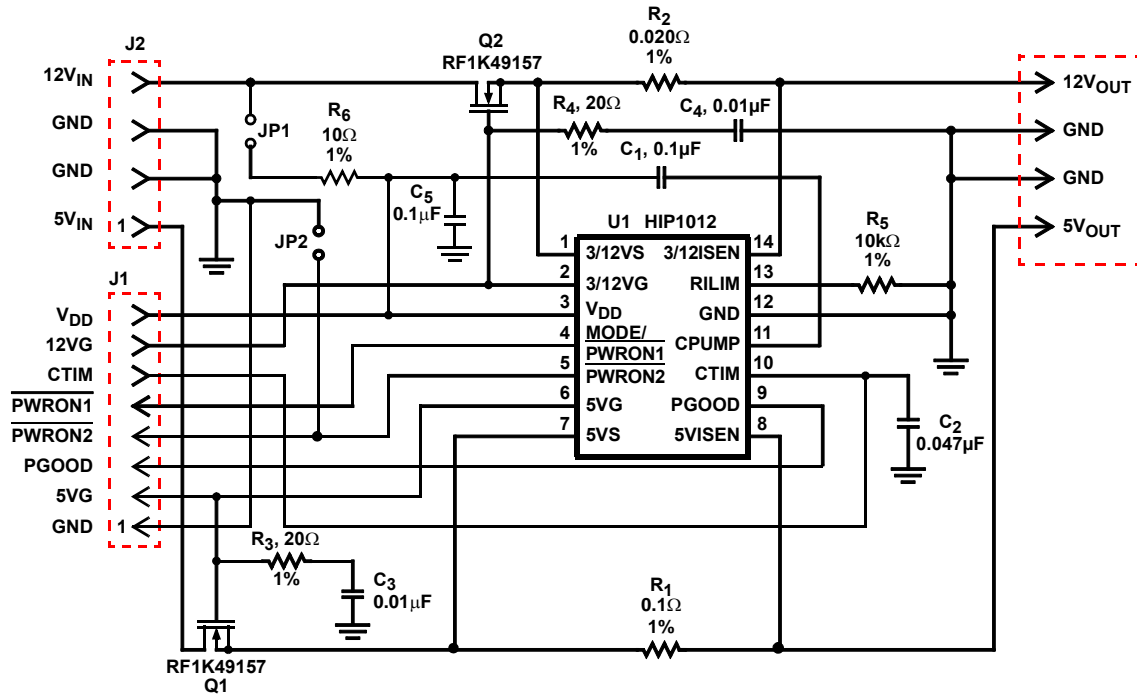 J2
12V_IN
GND
GND
5V_IN 1
J1
V_DD
12VG
CTIM
PWRON1
PWRON2
PGOOD
5VG
GND 1
Q2
RF1K49157
R2
0.020Ω
1%
R4, 20Ω
1%
C4, 0.01µF
C1, 0.1µF
JP1
R6
10Ω
1%
C5
0.1µF
JP2
U1 HIP1012
1 3/12VS
2 3/12VG
3 V_DD
4 MODE/
PWRON1
5 PWRON2
6 5VG
7 5VS
3/12ISEN 14
RILIM 13
GND 12
CPUMP 11
CTIM 10
PGOOD 9
5VISEN 8
R5
10kΩ
1%
C2
0.047µF
R3, 20Ω
1%
C3
0.01µF
R1
0.1Ω
1%
RF1K49157
Q1
12V_OUT
GND
GND
5V_OUT